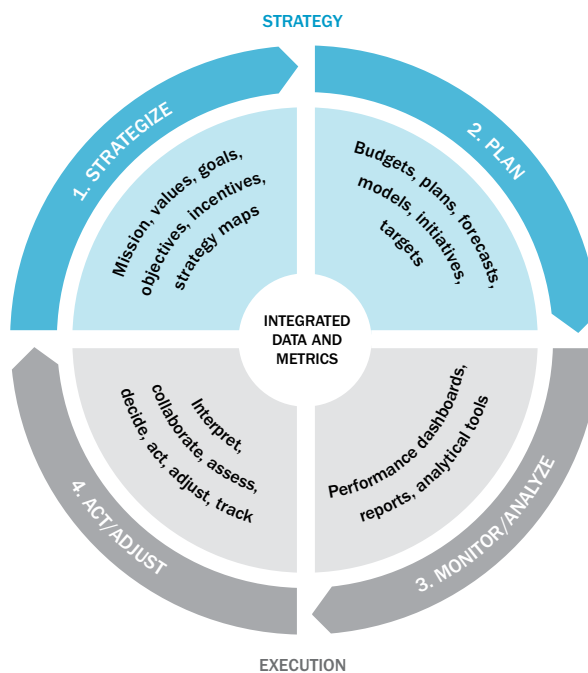 STRATEGY
1. STRATEGIZE
Mission, values, goals,
objectives, incentives,
strategy maps
2. PLAN
Budgets, plans, forecasts,
models, initiatives,
targets
INTEGRATED
DATA AND
METRICS
Interpret,
collaborate, assess,
decide, act, adjust, track
4. ACT/ADJUST
Performance dashboards,
reports, analytical tools
3. MONITOR/ANALYZE
EXECUTION